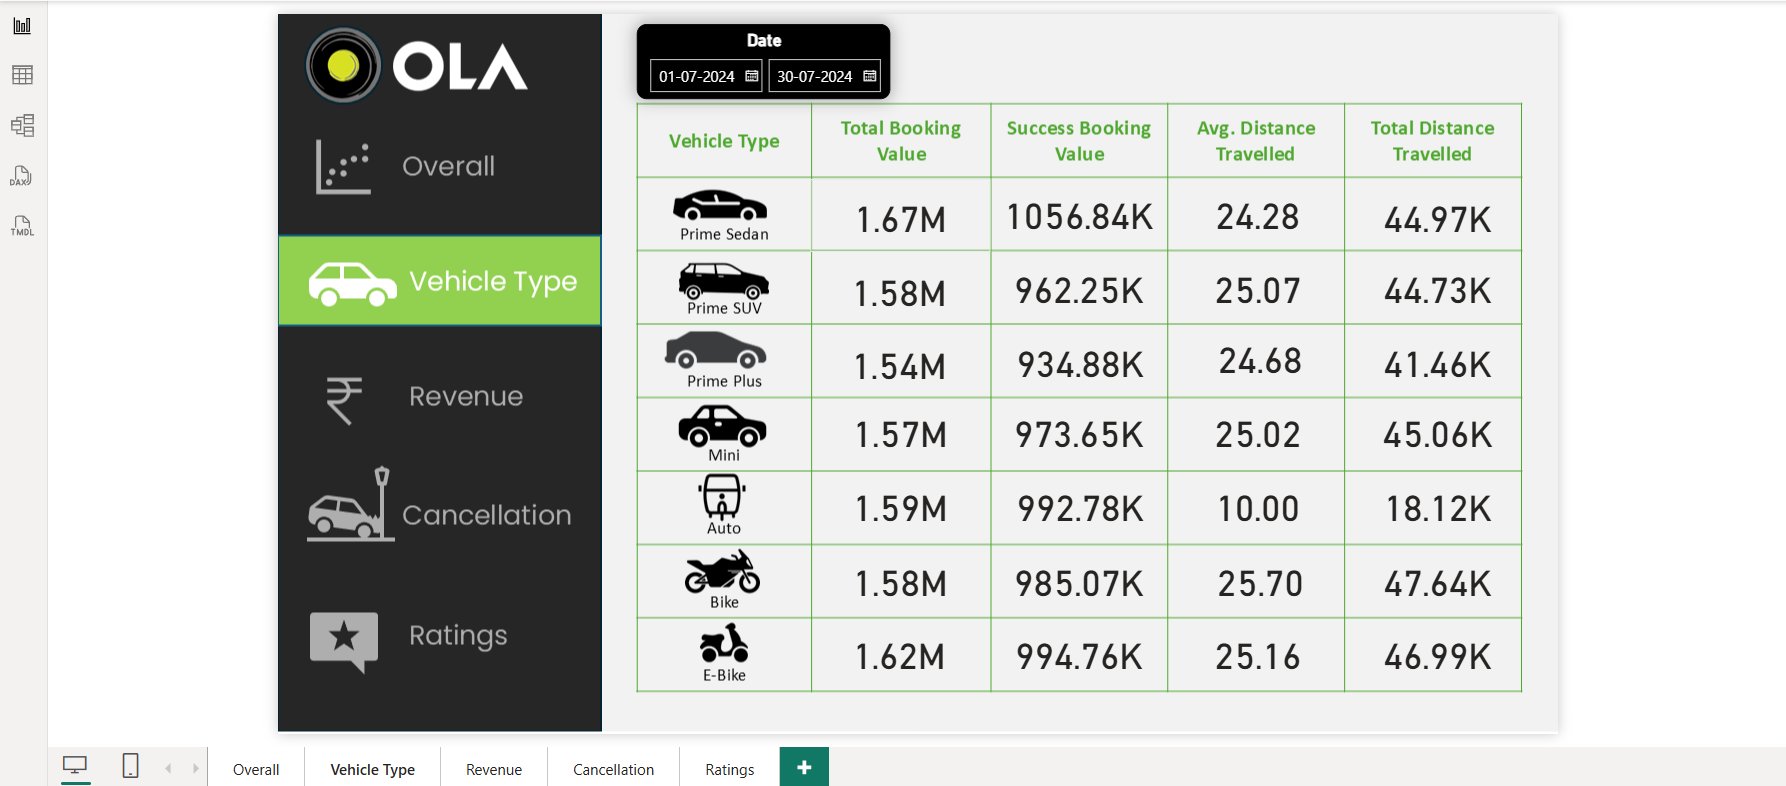 OLA
Overall
Vehicle Type
Revenue
Cancellation
Ratings
Date
01-07-2024 30-07-2024
Vehicle Type Total Booking Value Success Booking Value Avg. Distance Travelled Total Distance Travelled
Prime Sedan 1.67M 1056.84K 24.28 44.97K
Prime SUV 1.58M 962.25K 25.07 44.73K
Prime Plus 1.54M 934.88K 24.68 41.46K
Mini 1.57M 973.65K 25.02 45.06K
Auto 1.59M 992.78K 10.00 18.12K
Bike 1.58M 985.07K 25.70 47.64K
E-Bike 1.62M 994.76K 25.16 46.99K
DAX
TMDL
Overall Vehicle Type Revenue Cancellation Ratings +